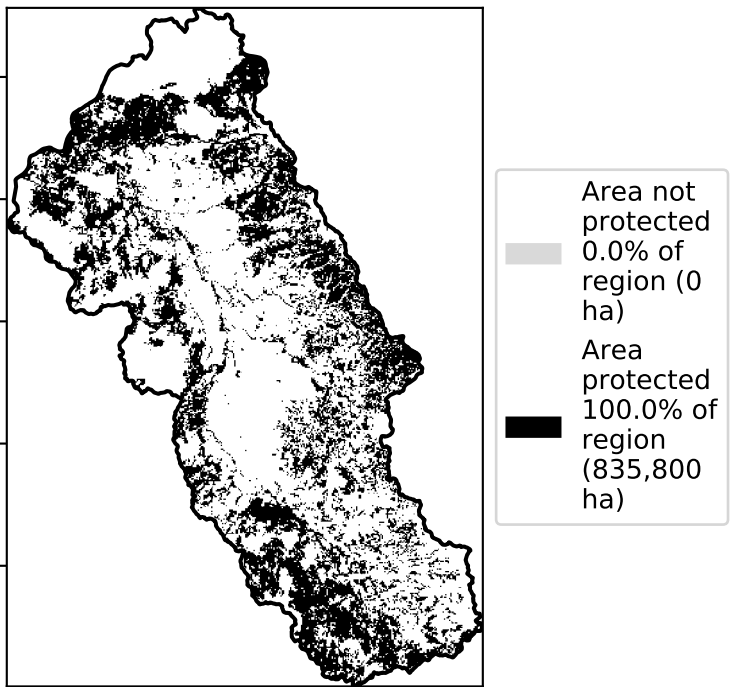 Area not
protected
0.0% of
region (0
ha)
Area
protected
100.0% of
region
(835,800
ha)